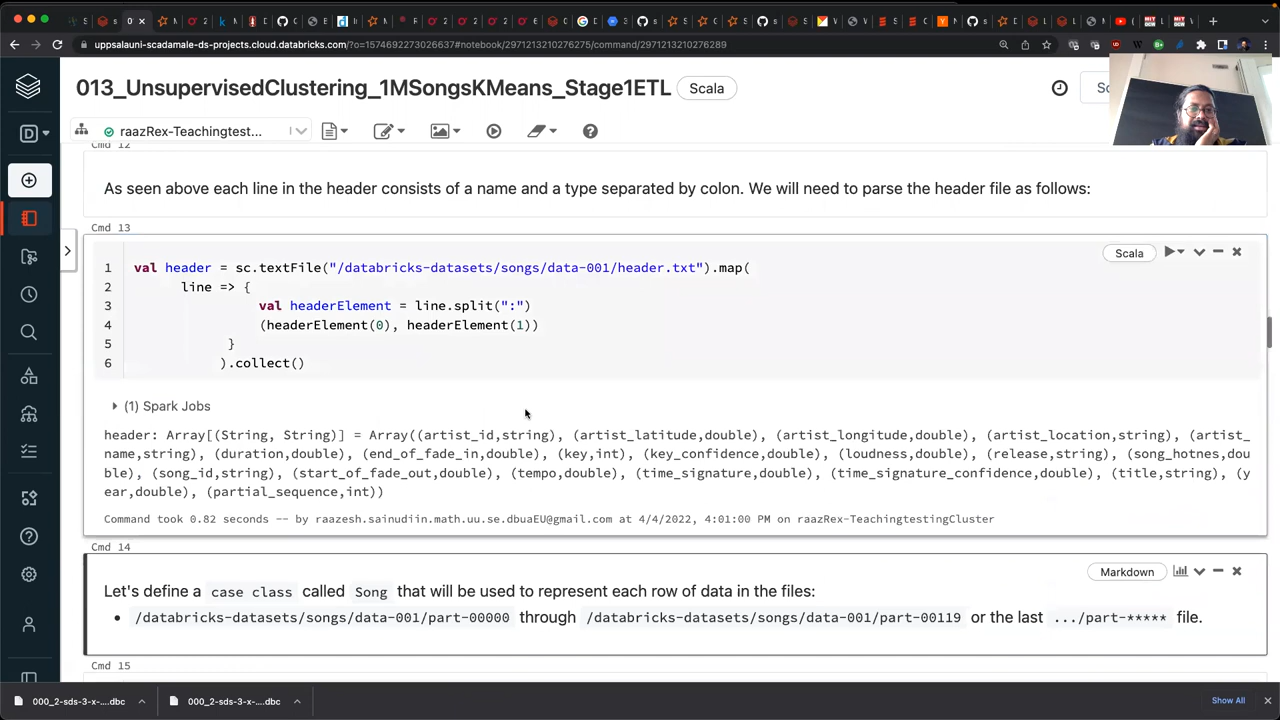 uppsalauni-scadamale-ds-projects.cloud.databricks.com/?o=1574692273026637#notebook/2971213210276275/command/2971213210276289
013_UnsupervisedClustering_1MSongsKMeans_Stage1ETL
Scala
Sc
D
raazRex-Teachingtest...
Cmd 12
As seen above each line in the header consists of a name and a type separated by colon. We will need to parse the header file as follows:
Cmd 13
Scala
1 val header = sc.textFile("/databricks-datasets/songs/data-001/header.txt").map(
2 line => {
3 val headerElement = line.split(":")
4 (headerElement(0), headerElement(1))
5 }
6 ).collect()
(1) Spark Jobs
header: Array[(String, String)] = Array((artist_id,string), (artist_latitude,double), (artist_longitude,double), (artist_location,string), (artist_
name,string), (duration,double), (end_of_fade_in,double), (key,int), (key_confidence,double), (loudness,double), (release,string), (song_hotnes,dou
ble), (song_id,string), (start_of_fade_out,double), (tempo,double), (time_signature,double), (time_signature_confidence,double), (title,string), (y
ear,double), (partial_sequence,int))
Command took 0.82 seconds -- by raazesh.sainudiin.math.uu.se.dbuaEU@gmail.com at 4/4/2022, 4:01:00 PM on raazRex-TeachingtestingCluster
Cmd 14
Markdown
Let's define a case class called Song that will be used to represent each row of data in the files:
• /databricks-datasets/songs/data-001/part-00000 through /databricks-datasets/songs/data-001/part-00119 or the last .../part-***** file.
Cmd 15
000_2-sds-3-x-....dbc
000_2-sds-3-x-....dbc
Show All